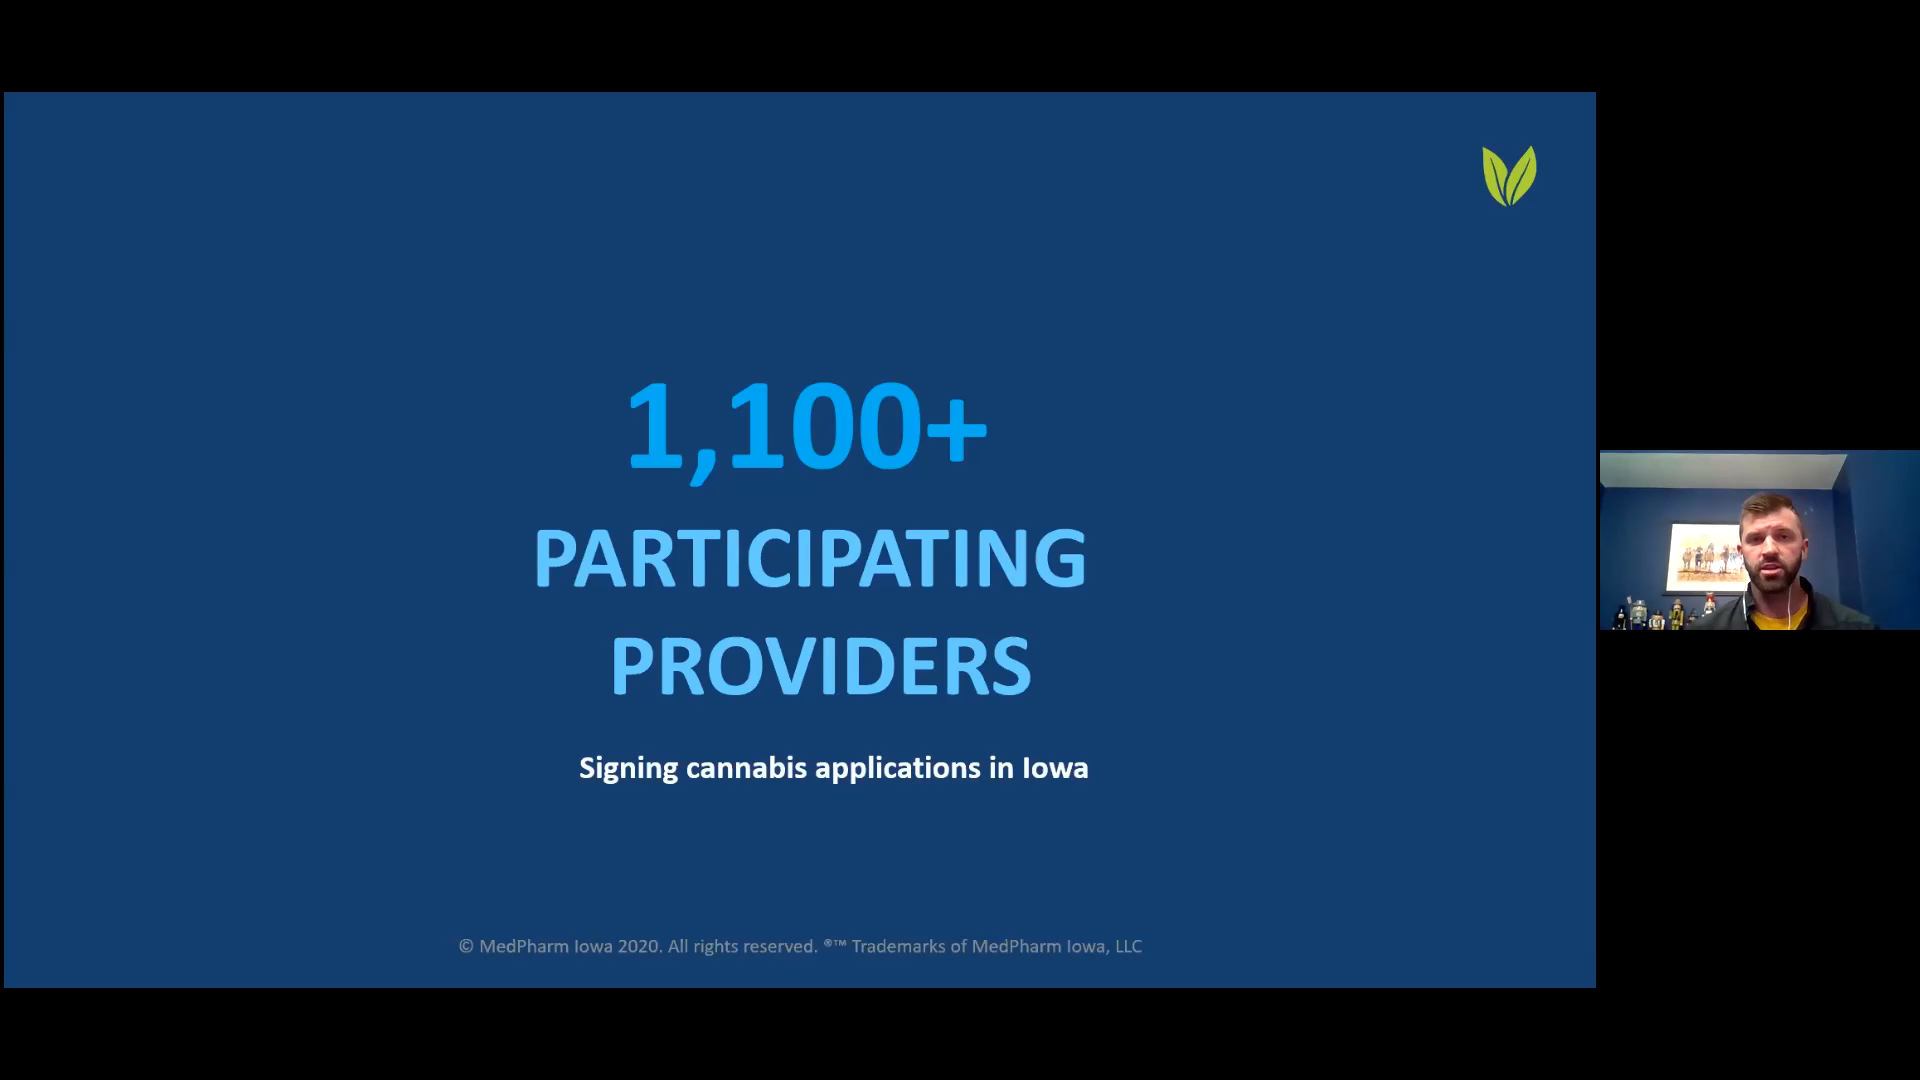 1,100+
PARTICIPATING
PROVIDERS
Signing cannabis applications in Iowa
© MedPharm Iowa 2020. All rights reserved. ®™ Trademarks of MedPharm Iowa, LLC